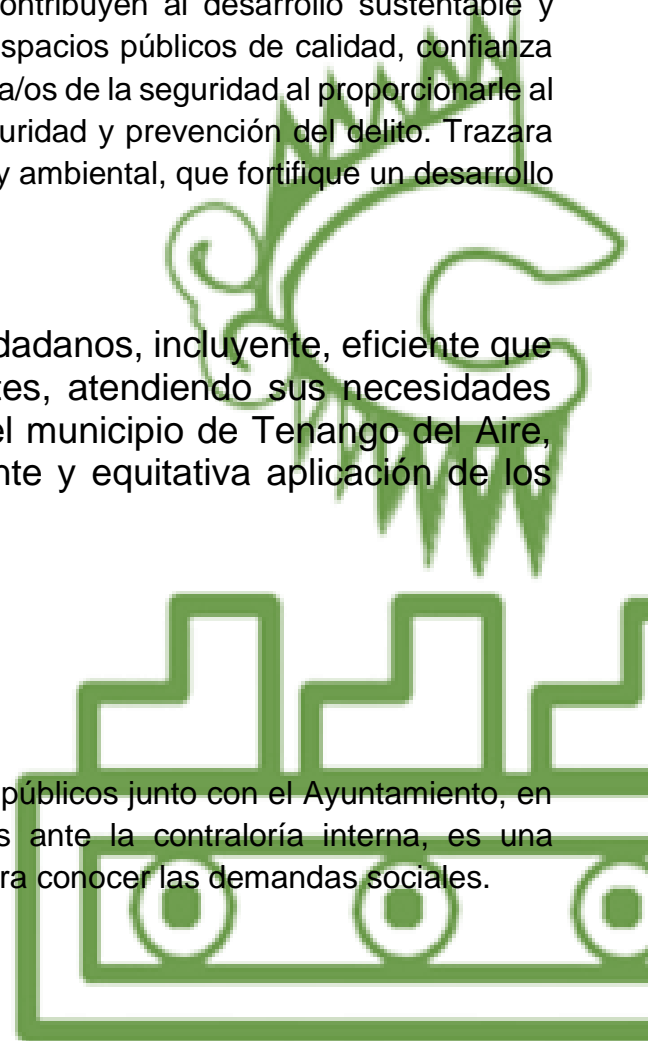 ontribuyen al desarrollo sustentable y
spacios públicos de calidad, confianza
a/os de la seguridad al proporcionarle al
uridad y prevención del delito. Trazara
y ambiental, que fortifique un desarrollo
dadanos, incluyente, eficiente que
tes, atendiendo sus necesidades
el municipio de Tenango del Aire,
nte y equitativa aplicación de los
públicos junto con el Ayuntamiento, en
s ante la contraloría interna, es una
ra conocer las demandas sociales.